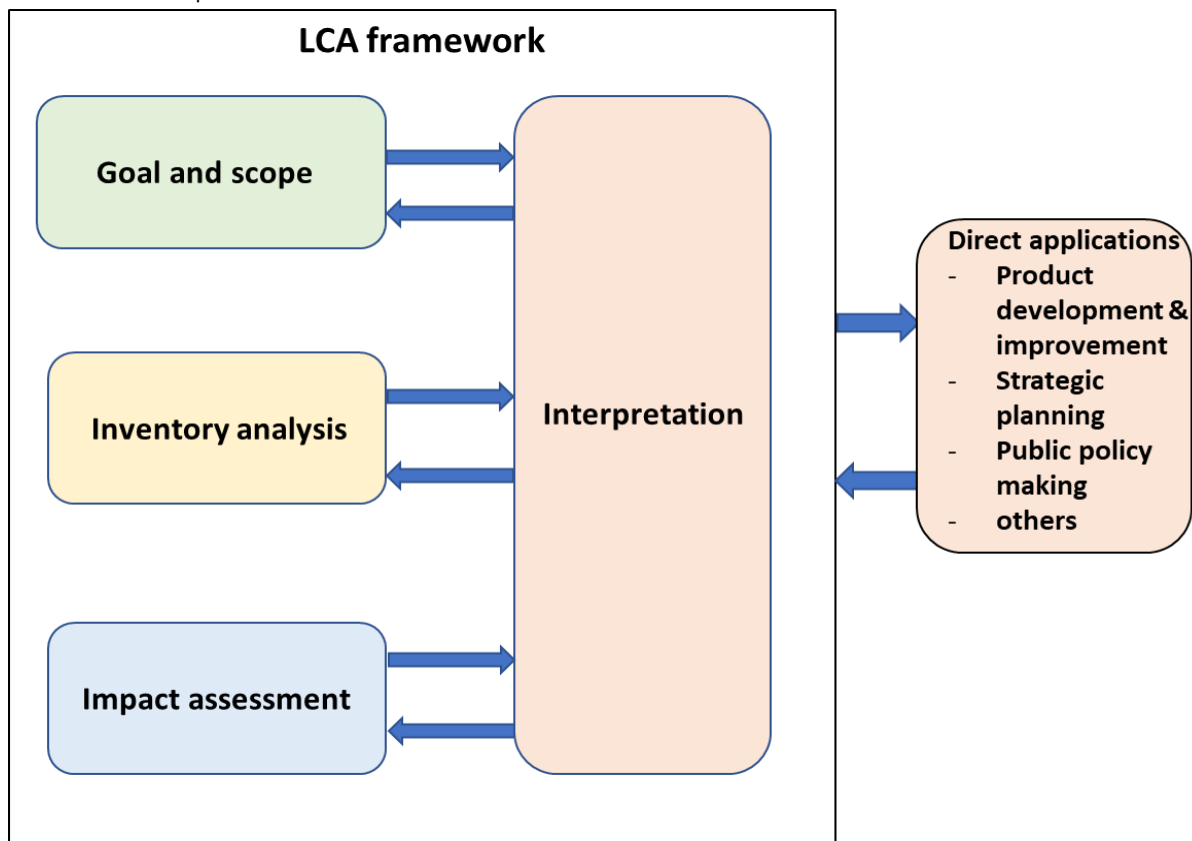 LCA framework
Goal and scope
Inventory analysis
Impact assessment
Interpretation
Direct applications
- Product
development &
improvement
- Strategic
planning
- Public policy
making
- others